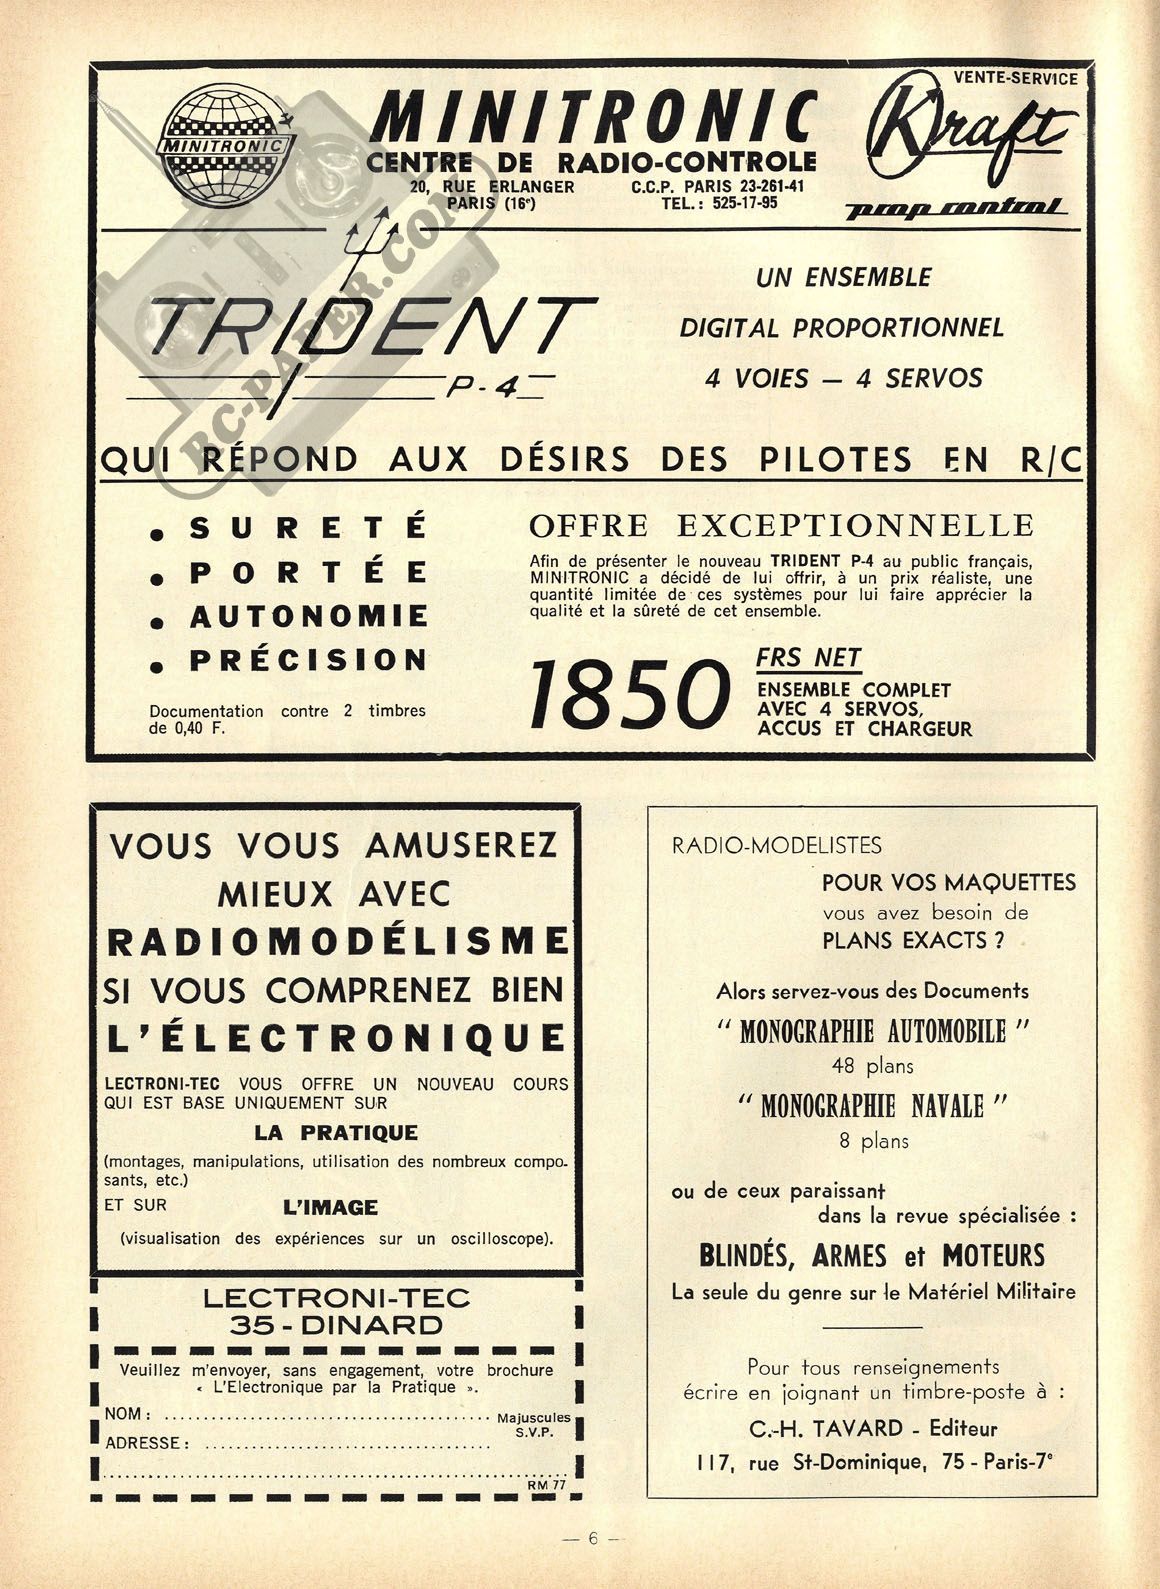 VENTE-SERVICE
MINITRONIC
MINITRONIC
Kraft
CENTRE DE RADIO-CONTROLE
20, RUE ERLANGER C.C.P. PARIS 23-261-41
PARIS (16e) TEL.: 525-17-95
prop control
TRIDENT
P-4
UN ENSEMBLE
DIGITAL PROPORTIONNEL
4 VOIES — 4 SERVOS
RC-PAPER.COM
QUI RÉPOND AUX DÉSIRS DES PILOTES EN R/C
• SURETÉ
• PORTÉE
• AUTONOMIE
• PRÉCISION
Documentation contre 2 timbres
de 0,40 F.
OFFRE EXCEPTIONNELLE
Afin de présenter le nouveau TRIDENT P-4 au public français,
MINITRONIC a décidé de lui offrir, à un prix réaliste, une
quantité limitée de ces systèmes pour lui faire apprécier la
qualité et la sûreté de cet ensemble.
1850
FRS NET
ENSEMBLE COMPLET
AVEC 4 SERVOS,
ACCUS ET CHARGEUR
VOUS VOUS AMUSEREZ
MIEUX AVEC
RADIOMODÉLISME
SI VOUS COMPRENEZ BIEN
L'ÉLECTRONIQUE
LECTRONI-TEC VOUS OFFRE UN NOUVEAU COURS
QUI EST BASE UNIQUEMENT SUR
LA PRATIQUE
(montages, manipulations, utilisation des nombreux compo-
sants, etc.)
ET SUR L'IMAGE
(visualisation des expériences sur un oscilloscope).
LECTRONI-TEC
35 - DINARD
Veuillez m'envoyer, sans engagement, votre brochure
« L'Electronique par la Pratique ».
NOM : ........................................ Majuscules
S.V.P.
ADRESSE : ........................................
........................................
RM 77
RADIO-MODELISTES
POUR VOS MAQUETTES
vous avez besoin de
PLANS EXACTS ?
Alors servez-vous des Documents
" MONOGRAPHIE AUTOMOBILE "
48 plans
" MONOGRAPHIE NAVALE "
8 plans
ou de ceux paraissant
dans la revue spécialisée :
BLINDÉS, ARMES et MOTEURS
La seule du genre sur le Matériel Militaire
Pour tous renseignements
écrire en joignant un timbre-poste à :
C.-H. TAVARD - Editeur
117, rue St-Dominique, 75 - Paris-7e
— 6 —